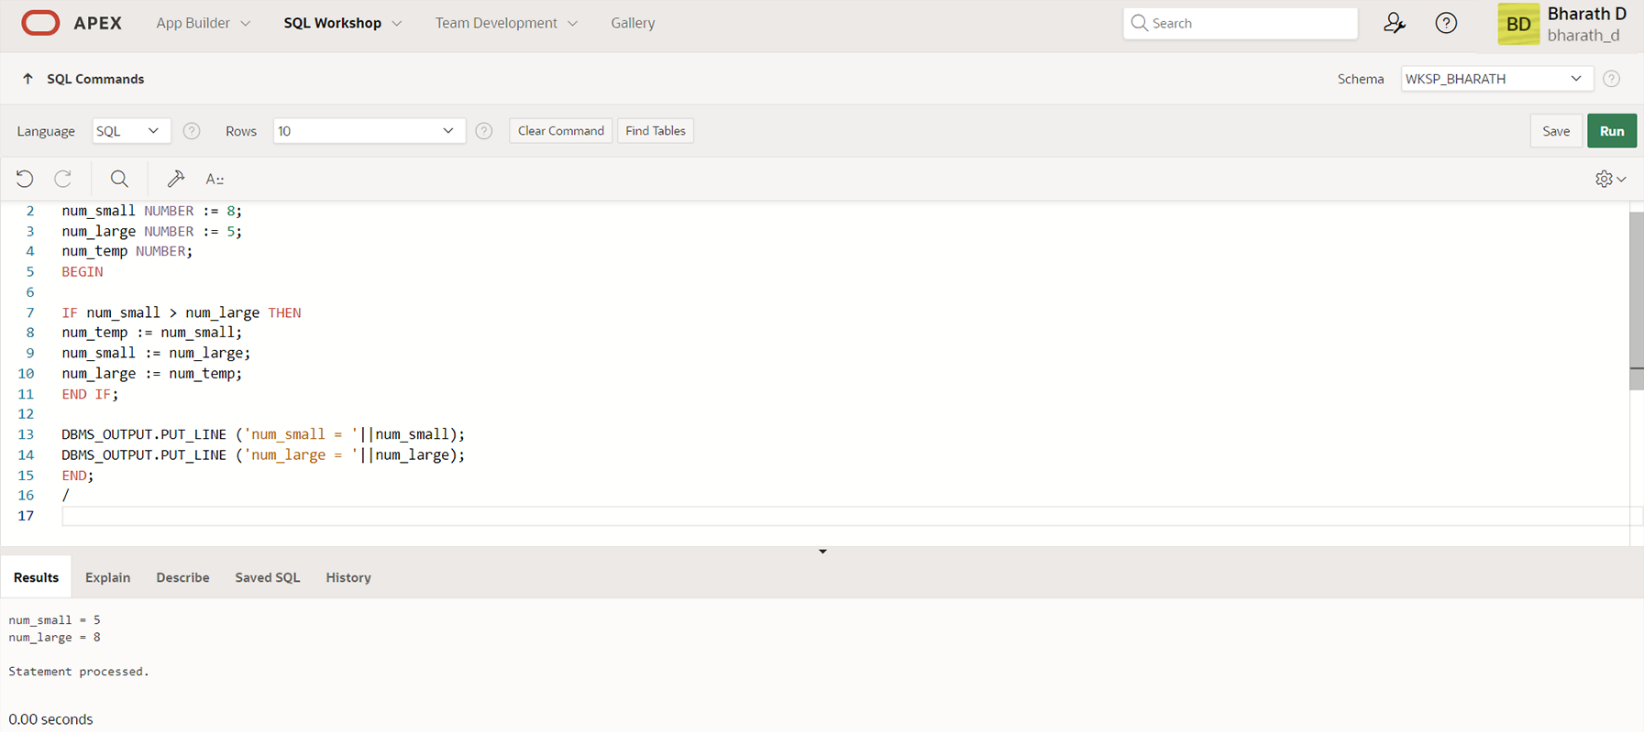 APEX App Builder SQL Workshop Team Development Gallery Search BD Bharath D
bharath_d
SQL Commands Schema WKSP_BHARATH
Language SQL Rows 10 Clear Command Find Tables Save Run
A::
2 num_small NUMBER := 8;
3 num_large NUMBER := 5;
4 num_temp NUMBER;
5 BEGIN
6
7 IF num_small > num_large THEN
8 num_temp := num_small;
9 num_small := num_large;
10 num_large := num_temp;
11 END IF;
12
13 DBMS_OUTPUT.PUT_LINE ('num_small = '||num_small);
14 DBMS_OUTPUT.PUT_LINE ('num_large = '||num_large);
15 END;
16 /
17
Results Explain Describe Saved SQL History
num_small = 5
num_large = 8
Statement processed.
0.00 seconds